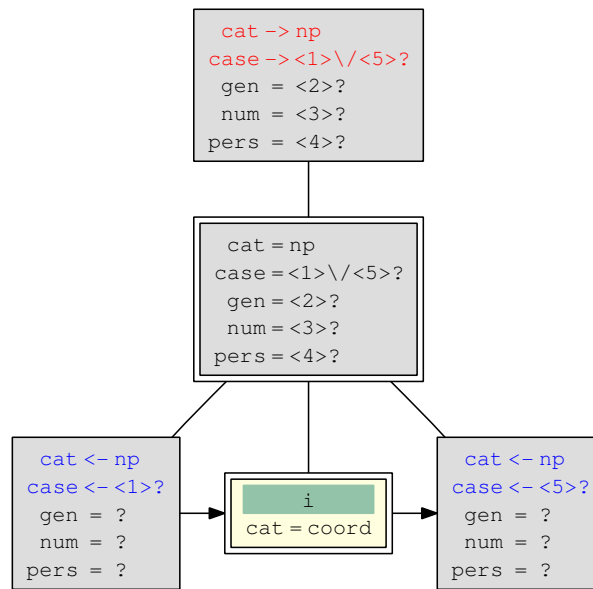 cat -> np
case -> <1>\/<5>?
gen = <2>?
num = <3>?
pers = <4>?
cat = np
case = <1>\/<5>?
gen = <2>?
num = <3>?
pers = <4>?
cat <- np
case <- <1>?
gen = ?
num = ?
pers = ?
i
cat = coord
cat <- np
case <- <5>?
gen = ?
num = ?
pers = ?